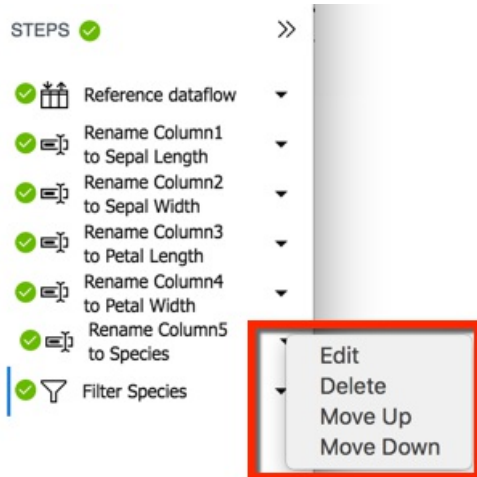 STEPS
Reference dataflow
Rename Column1
to Sepal Length
Rename Column2
to Sepal Width
Rename Column3
to Petal Length
Rename Column4
to Petal Width
Rename Column5
to Species
Filter Species
Edit
Delete
Move Up
Move Down